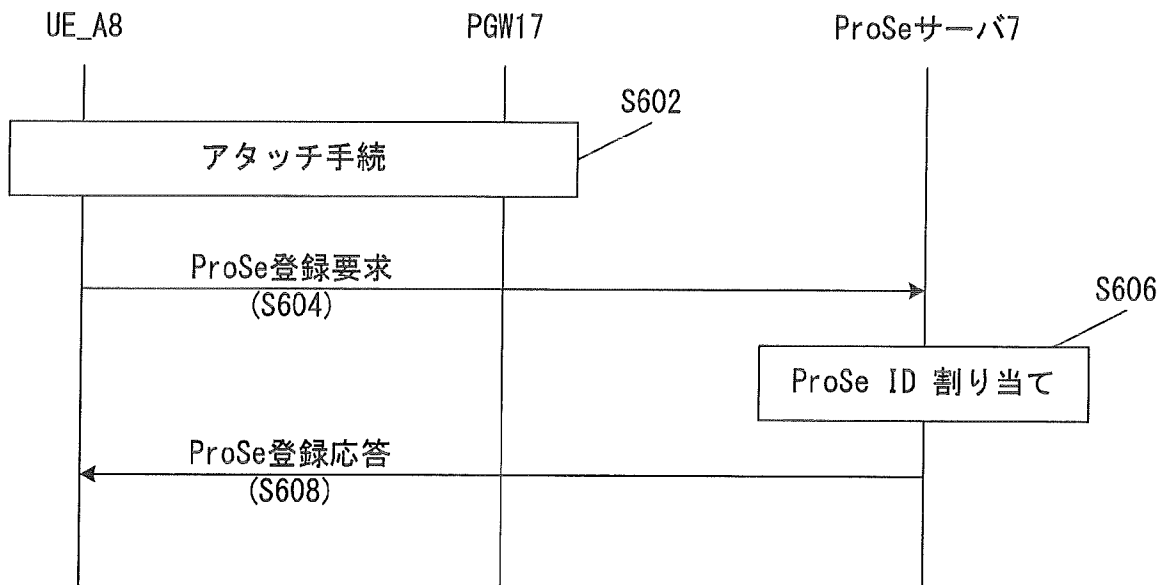 UE_A8
PGW17
ProSeサーバ7
S602
アタッチ手続
ProSe登録要求
(S604)
S606
ProSe ID 割り当て
ProSe登録応答
(S608)